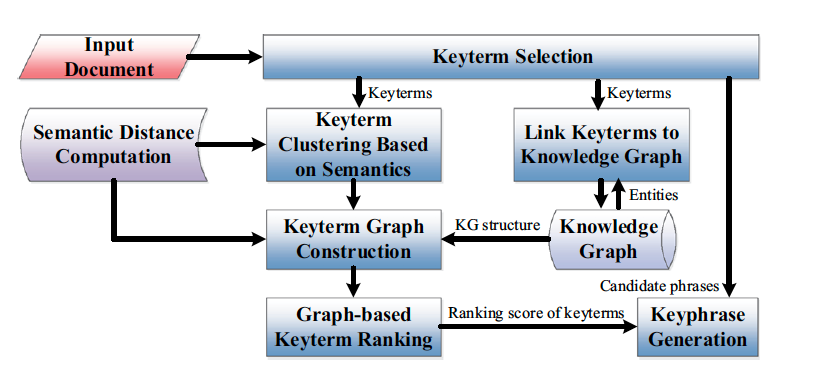 Input
Document
Keyterm Selection
Keyterms
Keyterms
Semantic Distance
Computation
Keyterm
Clustering Based
on Semantics
Link Keyterms to
Knowledge Graph
Entities
Keyterm Graph
Construction
KG structure
Knowledge
Graph
Candidate phrases
Graph-based
Keyterm Ranking
Ranking score of keyterms
Keyphrase
Generation